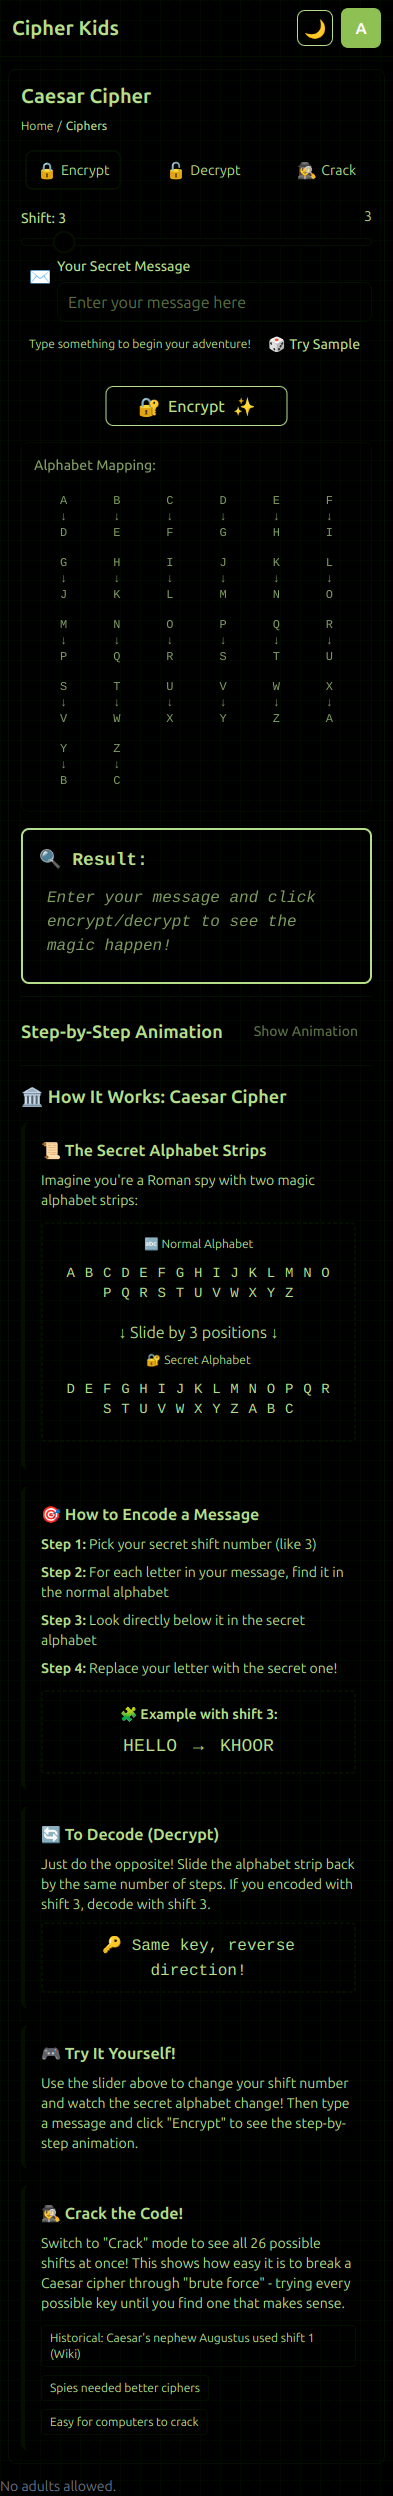 Cipher Kids
🌙
A
Caesar Cipher
Home / Ciphers
🔒 Encrypt 🔓 Decrypt 🕵️ Crack
Shift: 3 3
✉️ Your Secret Message
Enter your message here
Type something to begin your adventure! 🎲 Try Sample
🔐 Encrypt ✨
Alphabet Mapping:
A B C D E F
↓ ↓ ↓ ↓ ↓ ↓
D E F G H I
G H I J K L
↓ ↓ ↓ ↓ ↓ ↓
J K L M N O
M N O P Q R
↓ ↓ ↓ ↓ ↓ ↓
P Q R S T U
S T U V W X
↓ ↓ ↓ ↓ ↓ ↓
V W X Y Z A
Y Z
↓ ↓
B C
🔍 Result:
Enter your message and click
encrypt/decrypt to see the
magic happen!
Step-by-Step Animation Show Animation
🏛️ How It Works: Caesar Cipher
📜 The Secret Alphabet Strips
Imagine you're a Roman spy with two magic
alphabet strips:
🔤 Normal Alphabet
A B C D E F G H I J K L M N O
P Q R S T U V W X Y Z
↓ Slide by 3 positions ↓
🔐 Secret Alphabet
D E F G H I J K L M N O P Q R
S T U V W X Y Z A B C
🎯 How to Encode a Message
Step 1: Pick your secret shift number (like 3)
Step 2: For each letter in your message, find it in
the normal alphabet
Step 3: Look directly below it in the secret
alphabet
Step 4: Replace your letter with the secret one!
🧩 Example with shift 3:
HELLO → KHOOR
🔄 To Decode (Decrypt)
Just do the opposite! Slide the alphabet strip back
by the same number of steps. If you encoded with
shift 3, decode with shift 3.
🔑 Same key, reverse
direction!
🎮 Try It Yourself!
Use the slider above to change your shift number
and watch the secret alphabet change! Then type
a message and click "Encrypt" to see the step-by-
step animation.
🕵️ Crack the Code!
Switch to "Crack" mode to see all 26 possible
shifts at once! This shows how easy it is to break a
Caesar cipher through "brute force" - trying every
possible key until you find one that makes sense.
Historical: Caesar's nephew Augustus used shift 1
(Wiki)
Spies needed better ciphers
Easy for computers to crack
No adults allowed.